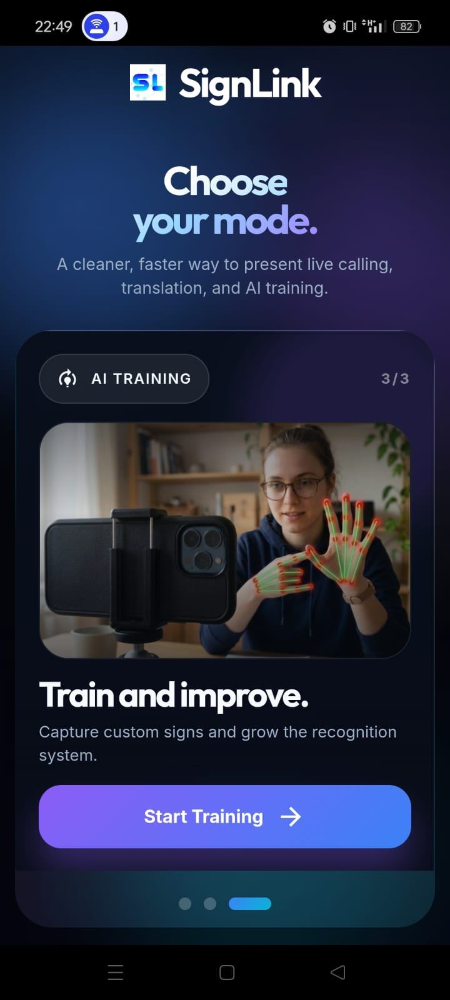 22:49
1
H+
82
SL SignLink
Choose
your mode.
A cleaner, faster way to present live calling,
translation, and AI training.
AI TRAINING
3/3
Train and improve.
Capture custom signs and grow the recognition
system.
Start Training